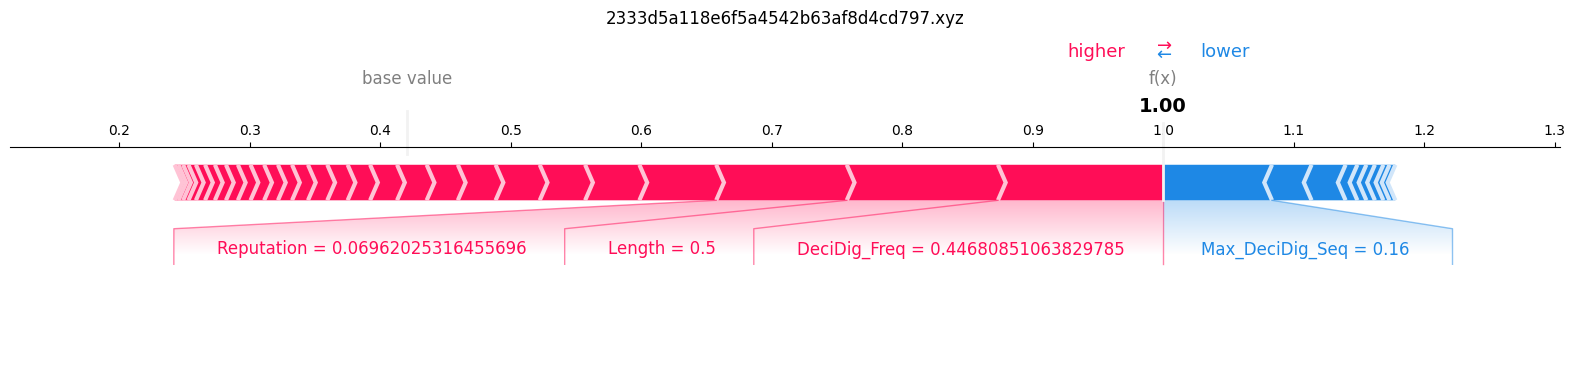 2333d5a118e6f5a4542b63af8d4cd797.xyz
higher ⇄ lower
base value f(x)
1.00
0.2 0.3 0.4 0.5 0.6 0.7 0.8 0.9 1.0 1.1 1.2 1.3
Reputation = 0.06962025316455696 Length = 0.5 DeciDig_Freq = 0.44680851063829785 Max_DeciDig_Seq = 0.16